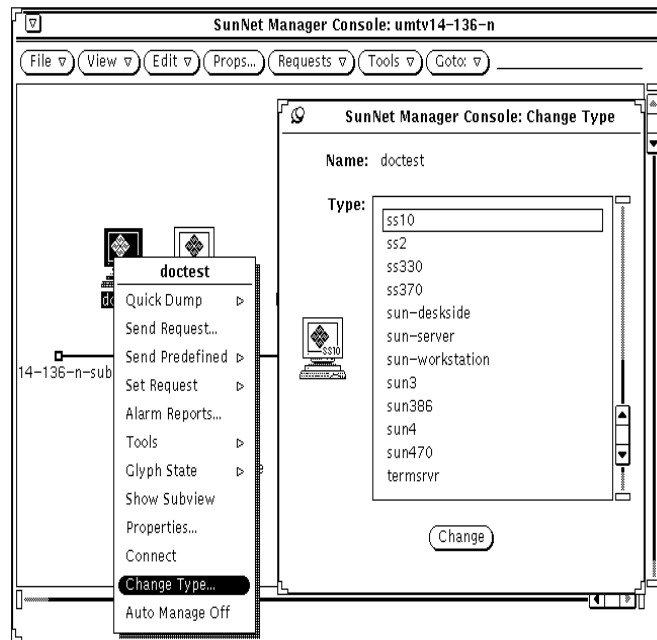 SunNet Manager Console: umtv14-136-n
File View Edit Props... Requests Tools Goto:
SunNet Manager Console: Change Type
Name: doctest
Type:
ss10
ss2
ss330
ss370
sun-deskside
sun-server
sun-workstation
sun3
sun386
sun4
sun470
termsrvr
SS10
Change
14-136-n-sub
doctest
Quick Dump
Send Request...
Send Predefined
Set Request
Alarm Reports...
Tools
Glyph State
Show Subview
Properties...
Connect
Change Type...
Auto Manage Off